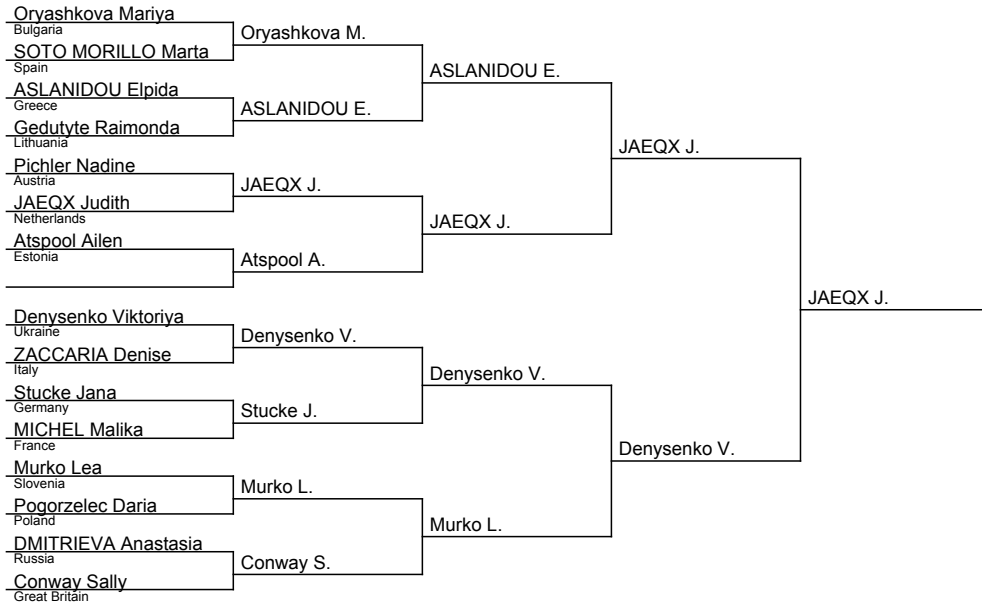 Oryashkova Mariya
Bulgaria
SOTO MORILLO Marta
Spain
ASLANIDOU Elpida
Greece
Gedutyte Raimonda
Lithuania
Pichler Nadine
Austria
JAEQX Judith
Netherlands
Atspool Ailen
Estonia
Denysenko Viktoriya
Ukraine
ZACCARIA Denise
Italy
Stucke Jana
Germany
MICHEL Malika
France
Murko Lea
Slovenia
Pogorzelec Daria
Poland
DMITRIEVA Anastasia
Russia
Conway Sally
Great Britain
Oryashkova M.
ASLANIDOU E.
JAEQX J.
Atspool A.
Denysenko V.
Stucke J.
Murko L.
Conway S.
ASLANIDOU E.
JAEQX J.
Denysenko V.
Murko L.
JAEQX J.
Denysenko V.
JAEQX J.